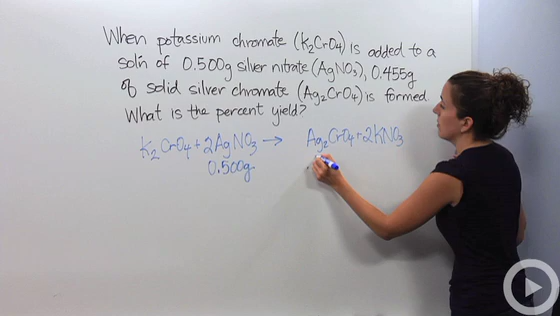 When potassium chromate (K₂CrO₄) is added to a
sol'n of 0.500g silver nitrate (AgNO₃), 0.455g
of solid silver chromate (Ag₂CrO₄) is formed.
What is the percent yield?
K₂CrO₄ + 2AgNO₃ → Ag₂CrO₄ + 2KNO₃
0.500g